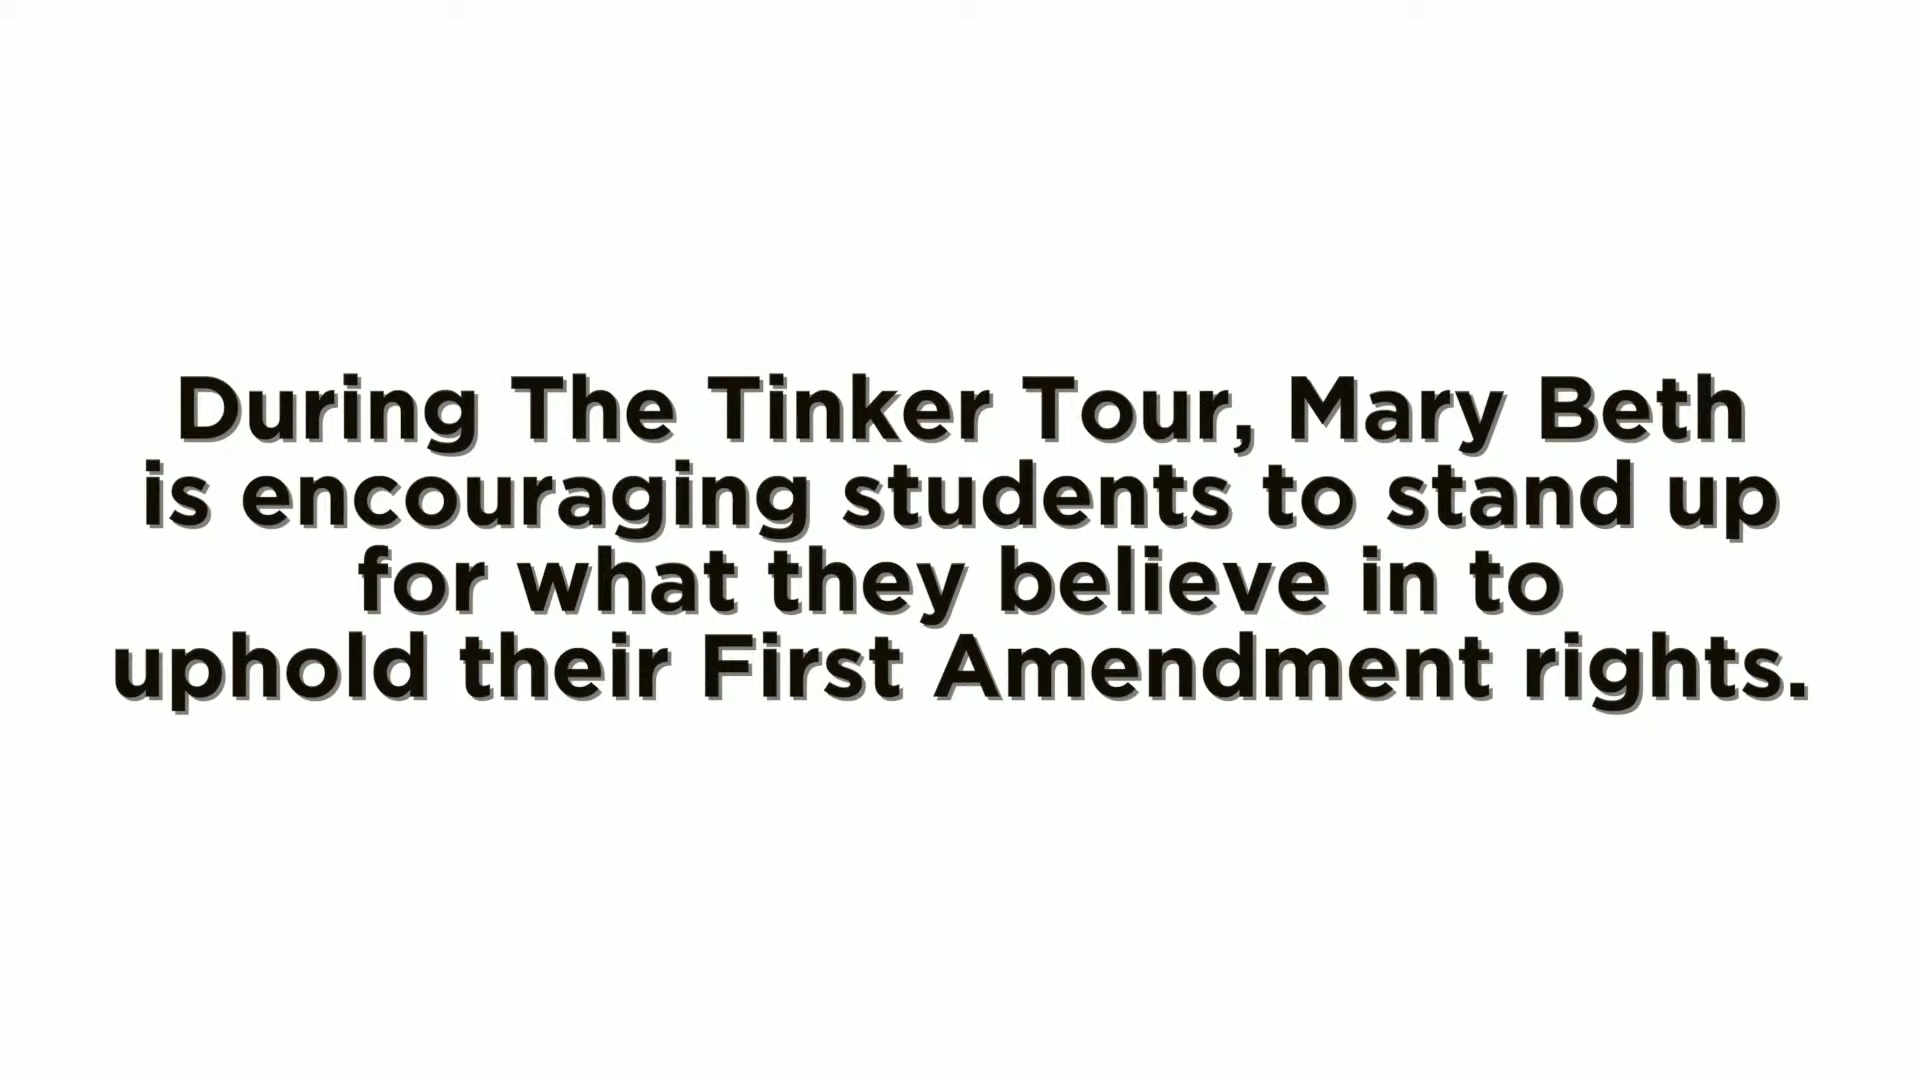 During The Tinker Tour, Mary Beth
is encouraging students to stand up
for what they believe in to
uphold their First Amendment rights.